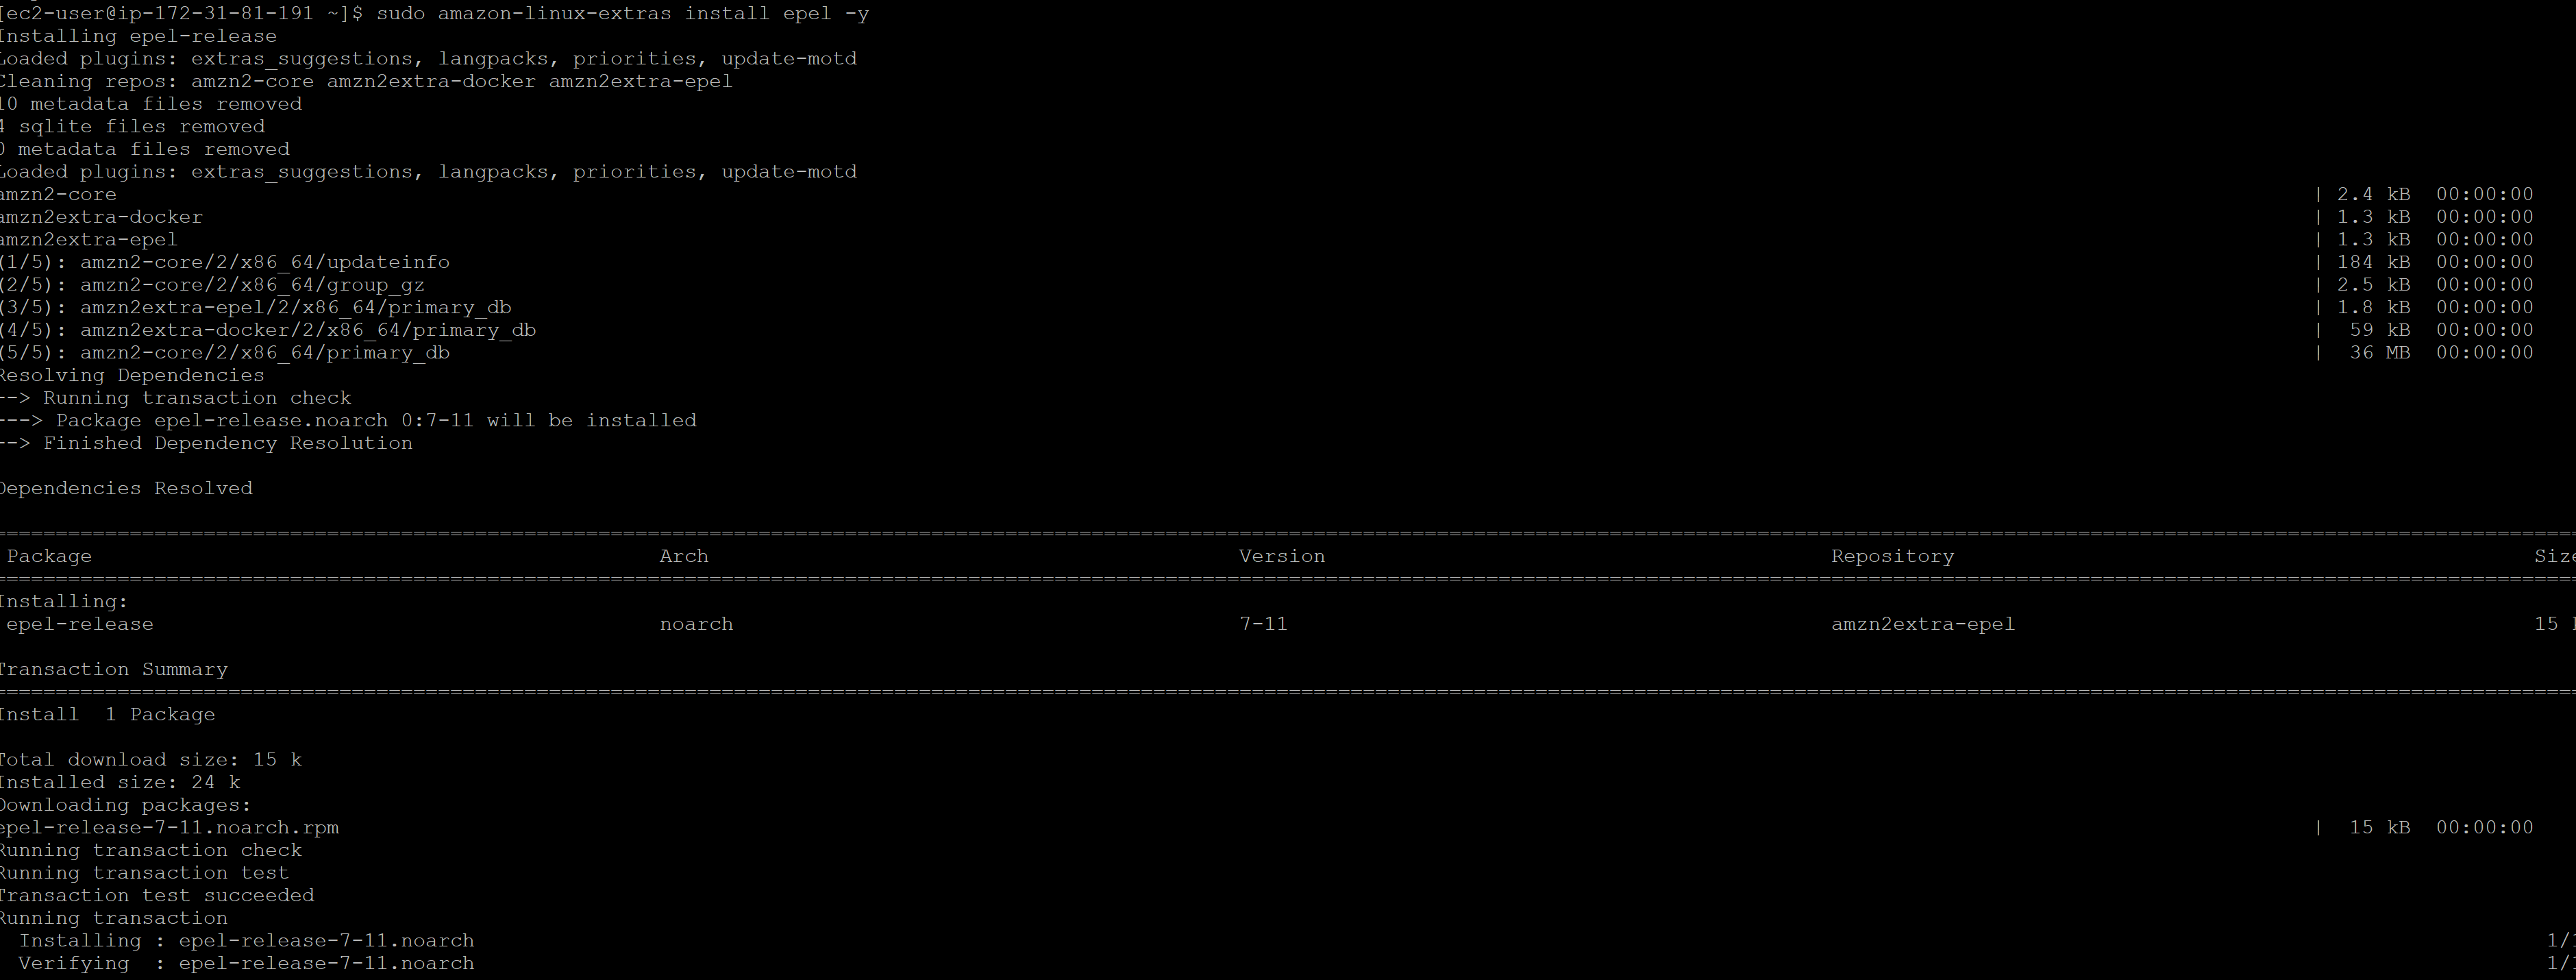 [ec2-user@ip-172-31-81-191 ~]$ sudo amazon-linux-extras install epel -y
Installing epel-release
Loaded plugins: extras_suggestions, langpacks, priorities, update-motd
Cleaning repos: amzn2-core amzn2extra-docker amzn2extra-epel
10 metadata files removed
4 sqlite files removed
0 metadata files removed
Loaded plugins: extras_suggestions, langpacks, priorities, update-motd
amzn2-core | 2.4 kB 00:00:00
amzn2extra-docker | 1.3 kB 00:00:00
amzn2extra-epel | 1.3 kB 00:00:00
(1/5): amzn2-core/2/x86_64/updateinfo | 184 kB 00:00:00
(2/5): amzn2-core/2/x86_64/group_gz | 2.5 kB 00:00:00
(3/5): amzn2extra-epel/2/x86_64/primary_db | 1.8 kB 00:00:00
(4/5): amzn2extra-docker/2/x86_64/primary_db | 59 kB 00:00:00
(5/5): amzn2-core/2/x86_64/primary_db | 36 MB 00:00:00
Resolving Dependencies
--> Running transaction check
---> Package epel-release.noarch 0:7-11 will be installed
--> Finished Dependency Resolution
Dependencies Resolved
Package Arch Version Repository Size
Installing:
epel-release noarch 7-11 amzn2extra-epel 15
Transaction Summary
Install 1 Package
Total download size: 15 k
Installed size: 24 k
Downloading packages:
epel-release-7-11.noarch.rpm | 15 kB 00:00:00
Running transaction check
Running transaction test
Transaction test succeeded
Running transaction
Installing : epel-release-7-11.noarch 1/
Verifying : epel-release-7-11.noarch 1/